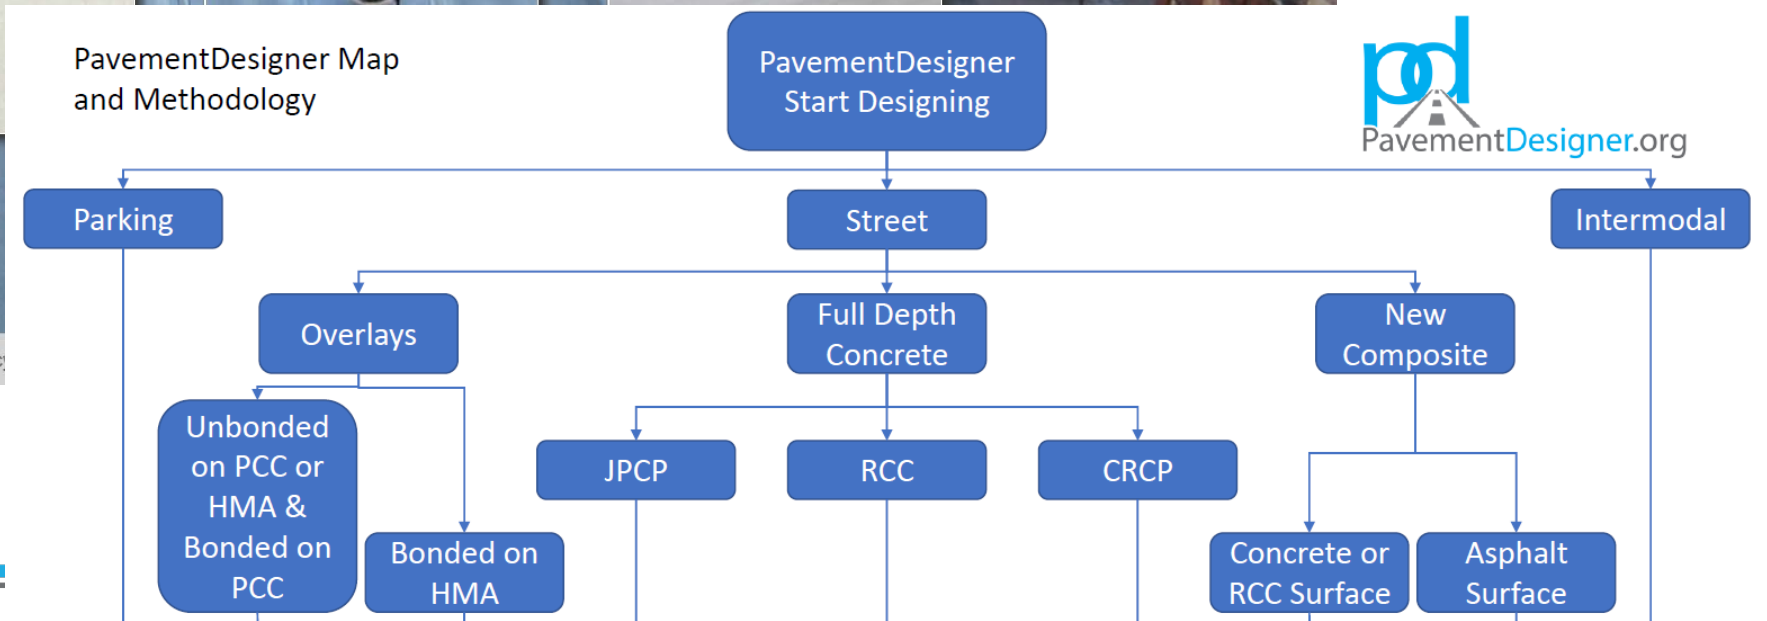 PavementDesigner Map
and Methodology
PavementDesigner
Start Designing
pd
PavementDesigner.org
Parking
Street
Intermodal
Overlays
Full Depth
Concrete
New
Composite
Unbonded
on PCC or
HMA &
Bonded on
PCC
Bonded on
HMA
JPCP
RCC
CRCP
Concrete or
RCC Surface
Asphalt
Surface